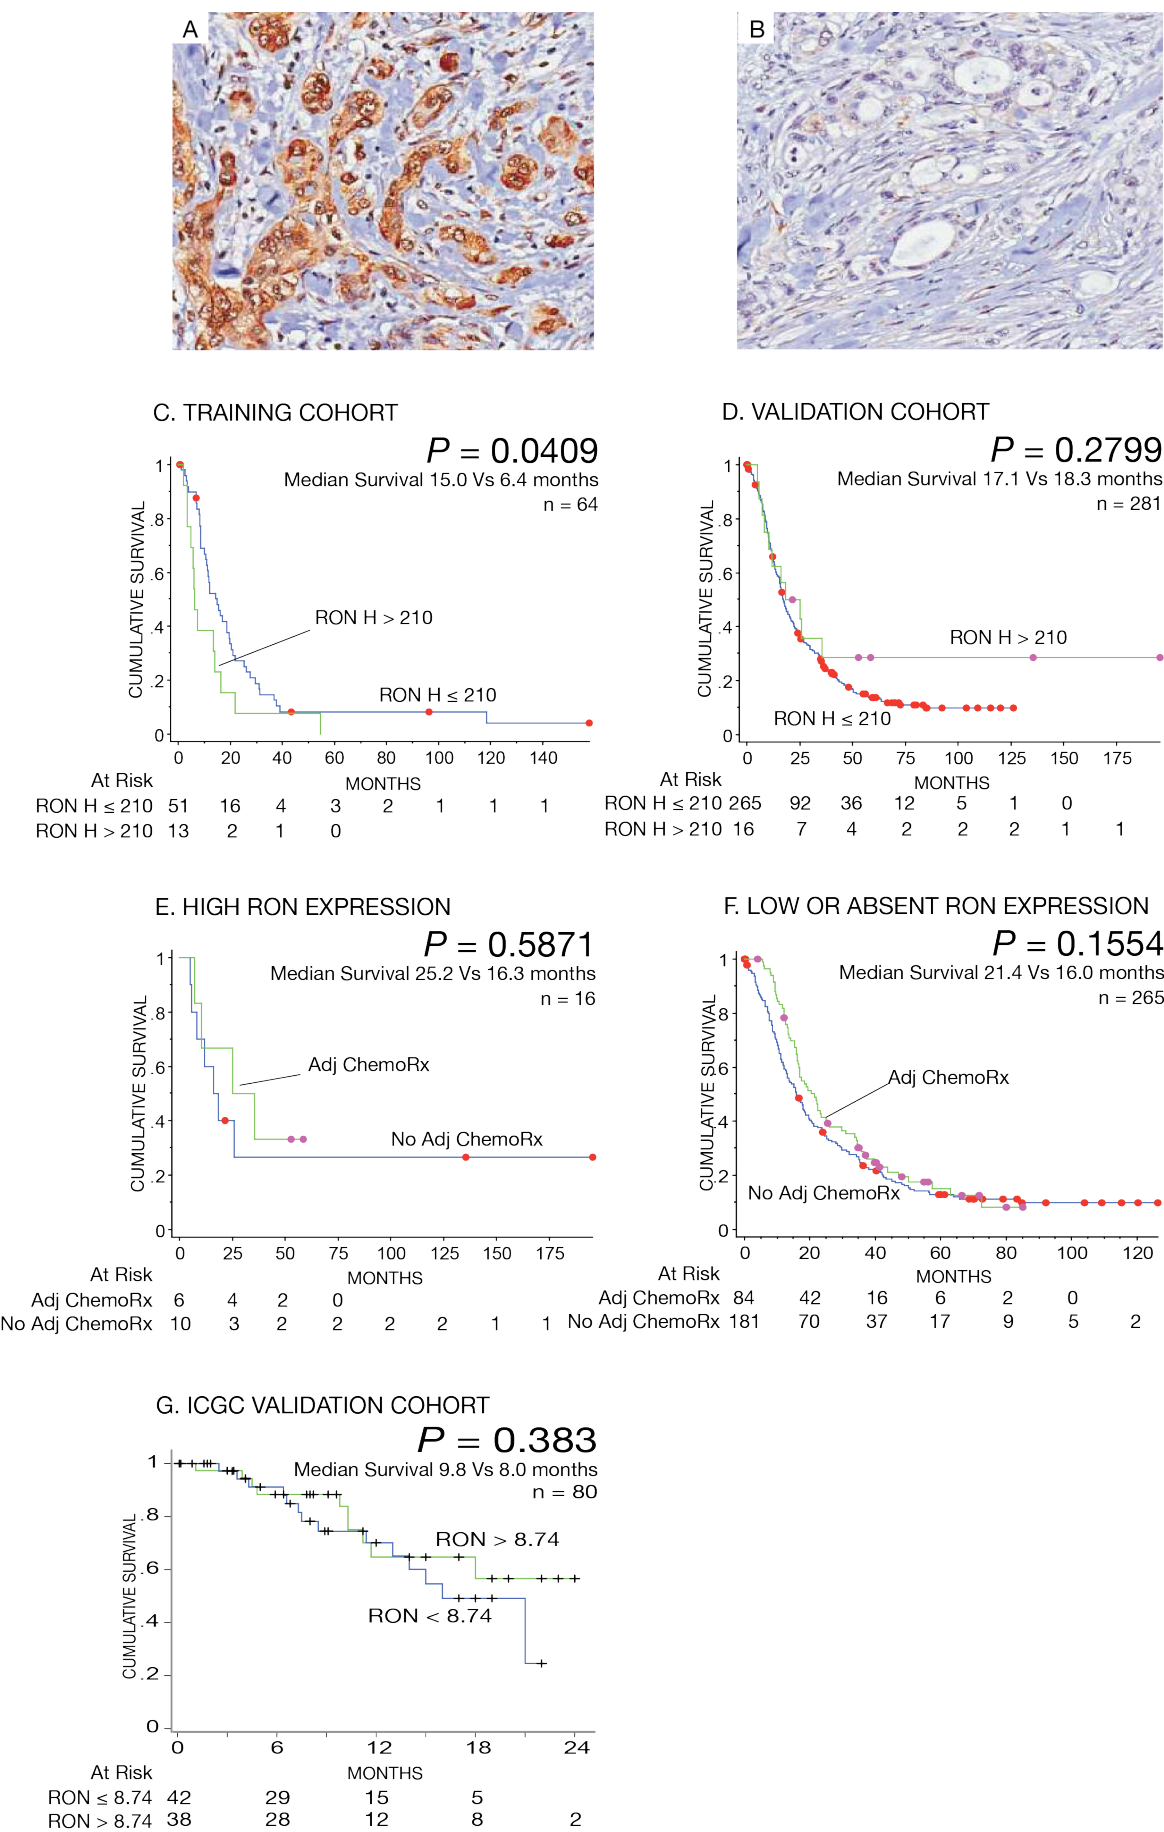 A
B
C. TRAINING COHORT
P = 0.0409
Median Survival 15.0 Vs 6.4 months
n = 64
CUMULATIVE SURVIVAL
1
.8
.6
.4
.2
0
RON H > 210
RON H ≤ 210
0 20 40 60 80 100 120 140
MONTHS
At Risk
RON H ≤ 210 51 16 4 3 2 1 1 1
RON H > 210 13 2 1 0
D. VALIDATION COHORT
P = 0.2799
Median Survival 17.1 Vs 18.3 months
n = 281
CUMULATIVE SURVIVAL
1
.8
.6
.4
.2
0
RON H > 210
RON H ≤ 210
0 25 50 75 100 125 150 175
MONTHS
At Risk
RON H ≤ 210 265 92 36 12 5 1 0
RON H > 210 16 7 4 2 2 2 1 1
E. HIGH RON EXPRESSION
P = 0.5871
Median Survival 25.2 Vs 16.3 months
n = 16
CUMULATIVE SURVIVAL
1
.8
.6
.4
.2
0
Adj ChemoRx
No Adj ChemoRx
0 25 50 75 100 125 150 175
MONTHS
At Risk
Adj ChemoRx 6 4 2 0
No Adj ChemoRx 10 3 2 2 2 2 1 1
F. LOW OR ABSENT RON EXPRESSION
P = 0.1554
Median Survival 21.4 Vs 16.0 months
n = 265
CUMULATIVE SURVIVAL
1
.8
.6
.4
.2
0
Adj ChemoRx
No Adj ChemoRx
0 20 40 60 80 100 120
MONTHS
At Risk
Adj ChemoRx 84 42 16 6 2 0
No Adj ChemoRx 181 70 37 17 9 5 2
G. ICGC VALIDATION COHORT
P = 0.383
Median Survival 9.8 Vs 8.0 months
n = 80
CUMULATIVE SURVIVAL
1
.8
.6
.4
.2
0
RON > 8.74
RON < 8.74
0 6 12 18 24
MONTHS
At Risk
RON ≤ 8.74 42 29 15 5
RON > 8.74 38 28 12 8 2